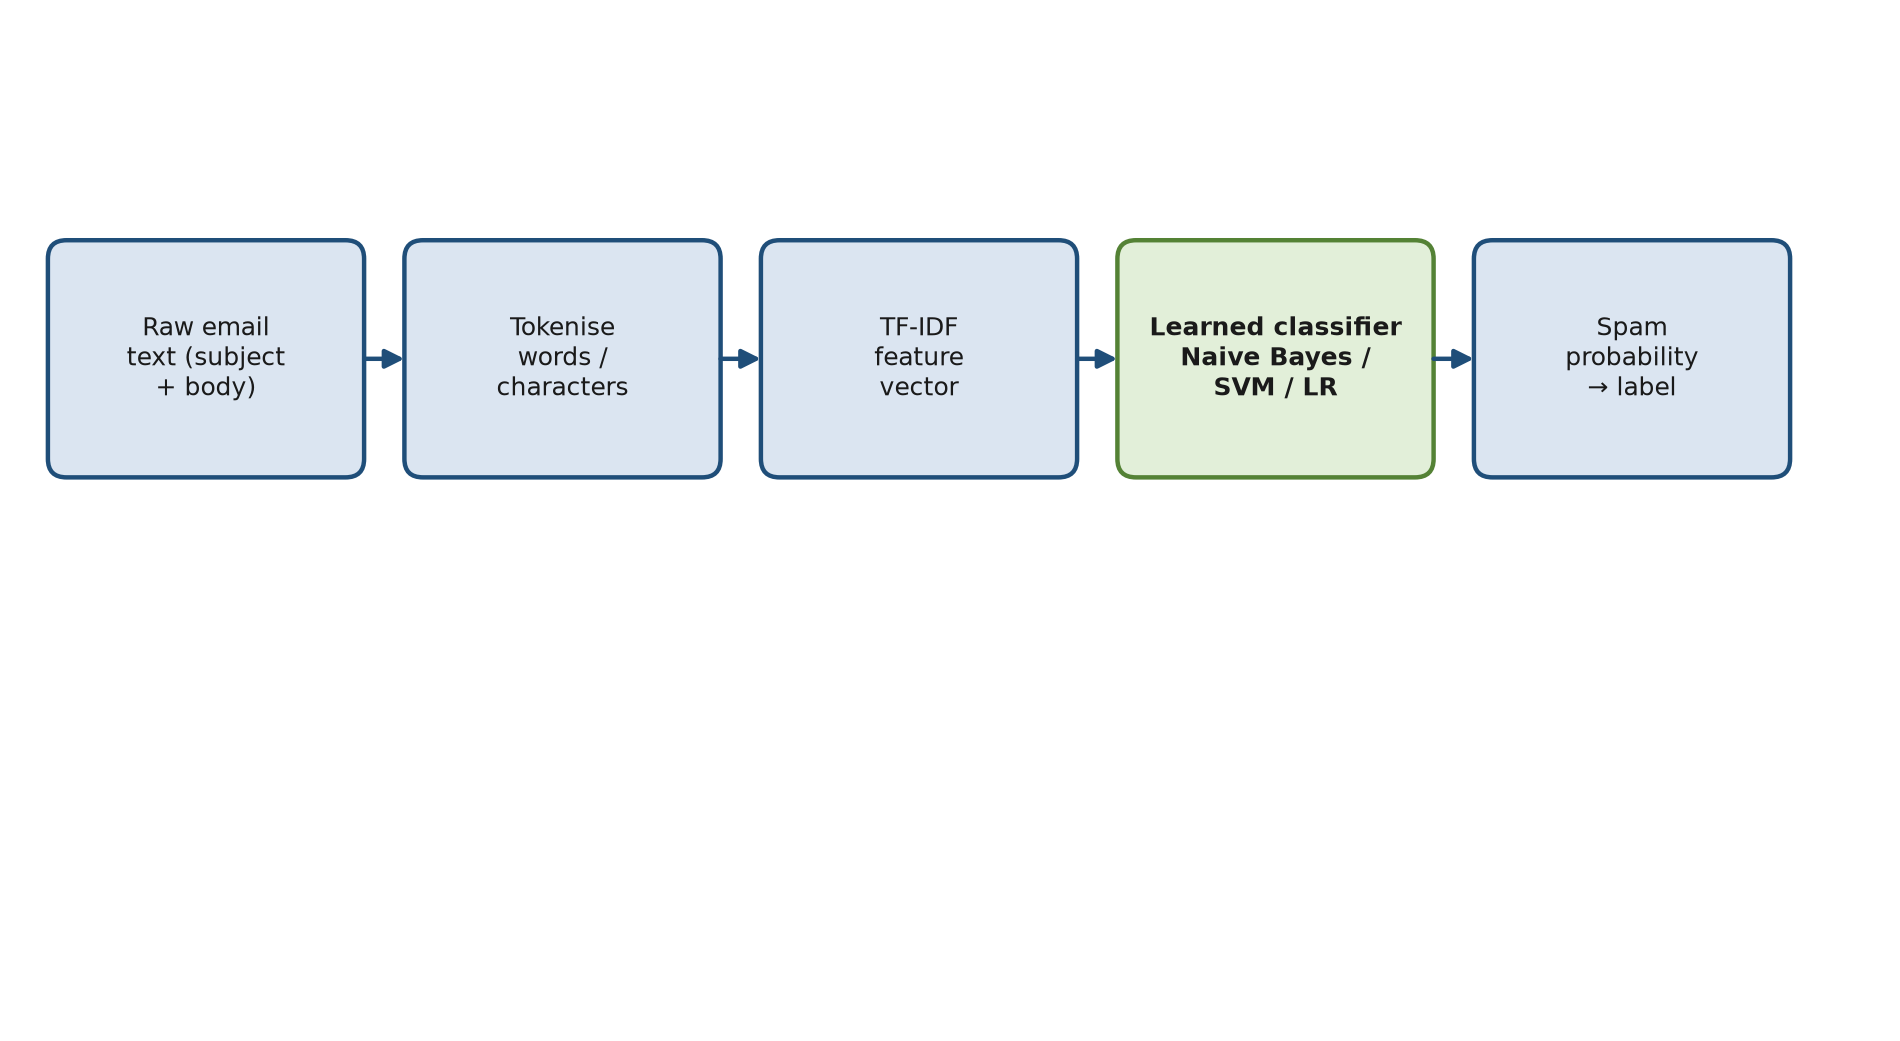 Raw email
text (subject
+ body)
Tokenise
words /
characters
TF-IDF
feature
vector
Learned classifier
Naive Bayes /
SVM / LR
Spam
probability
→ label